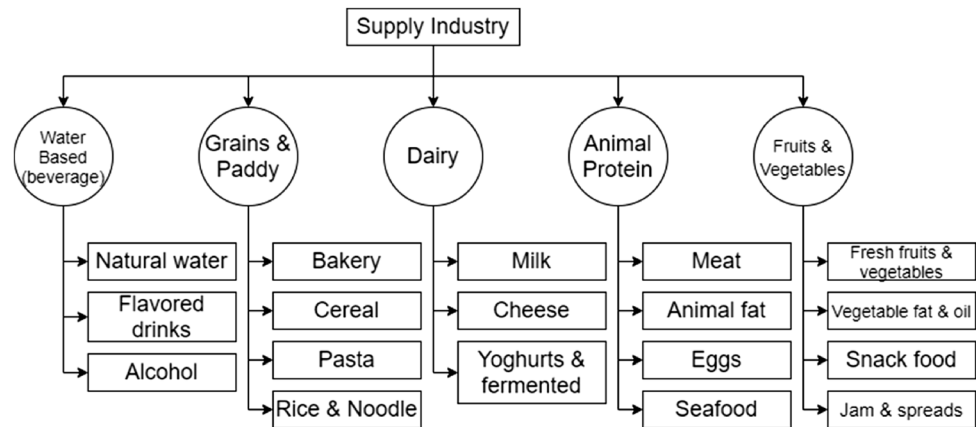 Supply Industry
Water
Based
(beverage)
Grains &
Paddy
Dairy
Animal
Protein
Fruits &
Vegetables
Natural water
Flavored
drinks
Alcohol
Bakery
Cereal
Pasta
Rice & Noodle
Milk
Cheese
Yoghurts &
fermented
Meat
Animal fat
Eggs
Seafood
Fresh fruits &
vegetables
Vegetable fat & oil
Snack food
Jam & spreads